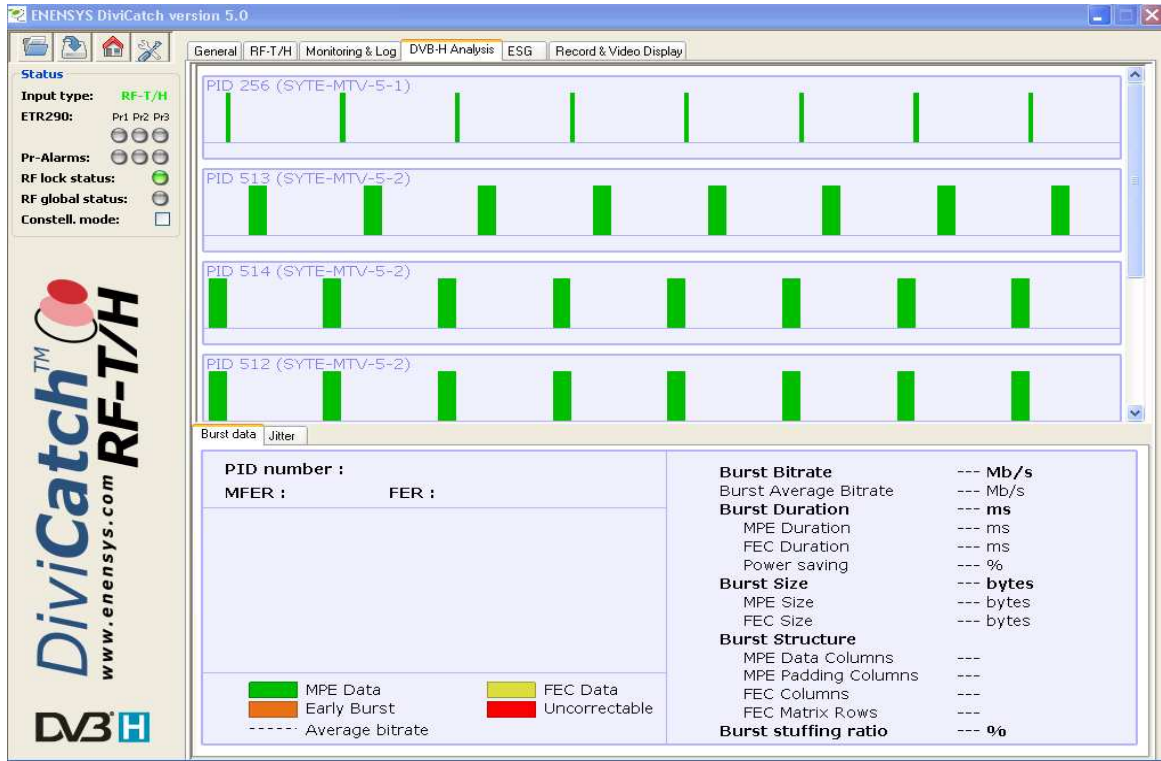 ENENSYS DiviCatch version 5.0
General RF-T/H Monitoring & Log DVB-H Analysis ESG Record & Video Display
Status
Input type: RF-T/H
ETR290: Pr1 Pr2 Pr3
Pr-Alarms:
RF lock status:
RF global status:
Constell. mode:
DiviCatch™
RF-T/H
www.enensys.com
DVB H
PID 256 (SYTE-MTV-5-1)
PID 513 (SYTE-MTV-5-2)
PID 514 (SYTE-MTV-5-2)
PID 512 (SYTE-MTV-5-2)
Burst data Jitter
PID number :
MFER : FER :
MPE Data FEC Data
Early Burst Uncorrectable
----- Average bitrate
Burst Bitrate --- Mb/s
Burst Average Bitrate --- Mb/s
Burst Duration --- ms
MPE Duration --- ms
FEC Duration --- ms
Power saving --- %
Burst Size --- bytes
MPE Size --- bytes
FEC Size --- bytes
Burst Structure
MPE Data Columns ---
MPE Padding Columns ---
FEC Columns ---
FEC Matrix Rows ---
Burst stuffing ratio --- %